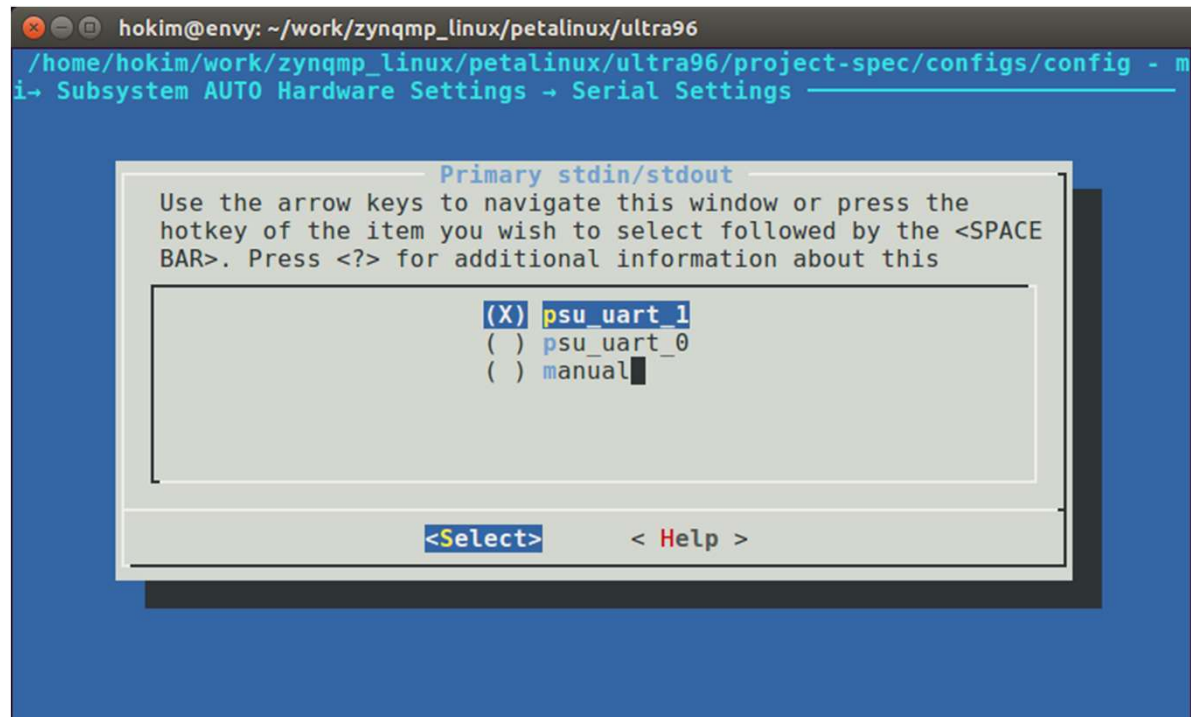 hokim@envy: ~/work/zynqmp_linux/petalinux/ultra96
/home/hokim/work/zynqmp_linux/petalinux/ultra96/project-spec/configs/config - m
i→ Subsystem AUTO Hardware Settings → Serial Settings
Primary stdin/stdout
Use the arrow keys to navigate this window or press the
hotkey of the item you wish to select followed by the <SPACE
BAR>. Press <?> for additional information about this
(X) psu_uart_1
( ) psu_uart_0
( ) manual
<Select> < Help >